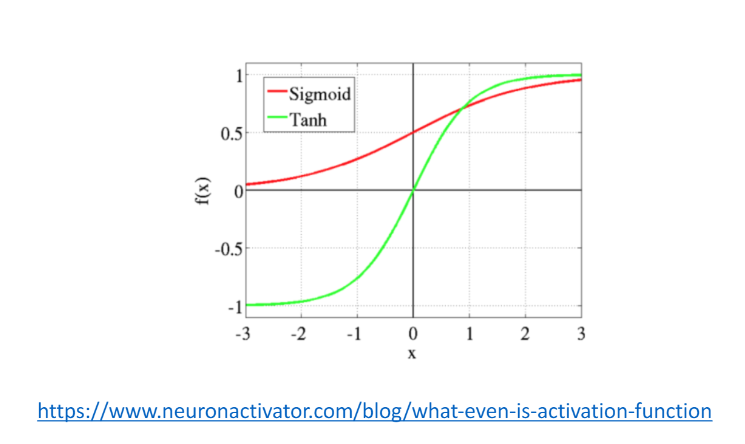 1
Sigmoid
Tanh
0.5
0
-0.5
-1
f(x)
-3 -2 -1 0 1 2 3
x
https://www.neuronactivator.com/blog/what-even-is-activation-function